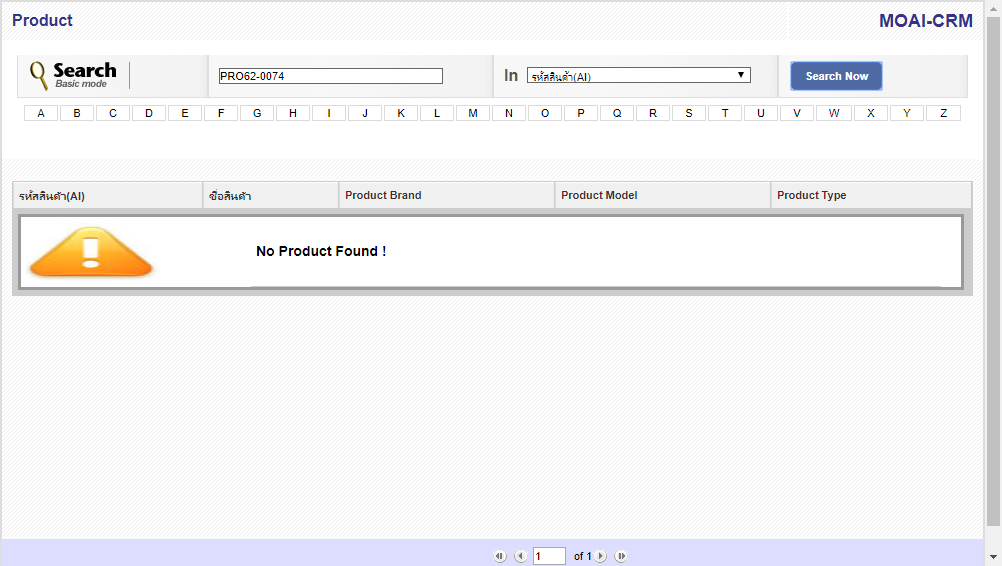 Product
MOAI-CRM
Search
Basic mode
PRO62-0074
In
รหัสสินค้า(AI)
Search Now
A B C D E F G H I J K L M N O P Q R S T U V W X Y Z
รหัสสินค้า(AI) ชื่อสินค้า Product Brand Product Model Product Type
No Product Found !
1 of 1